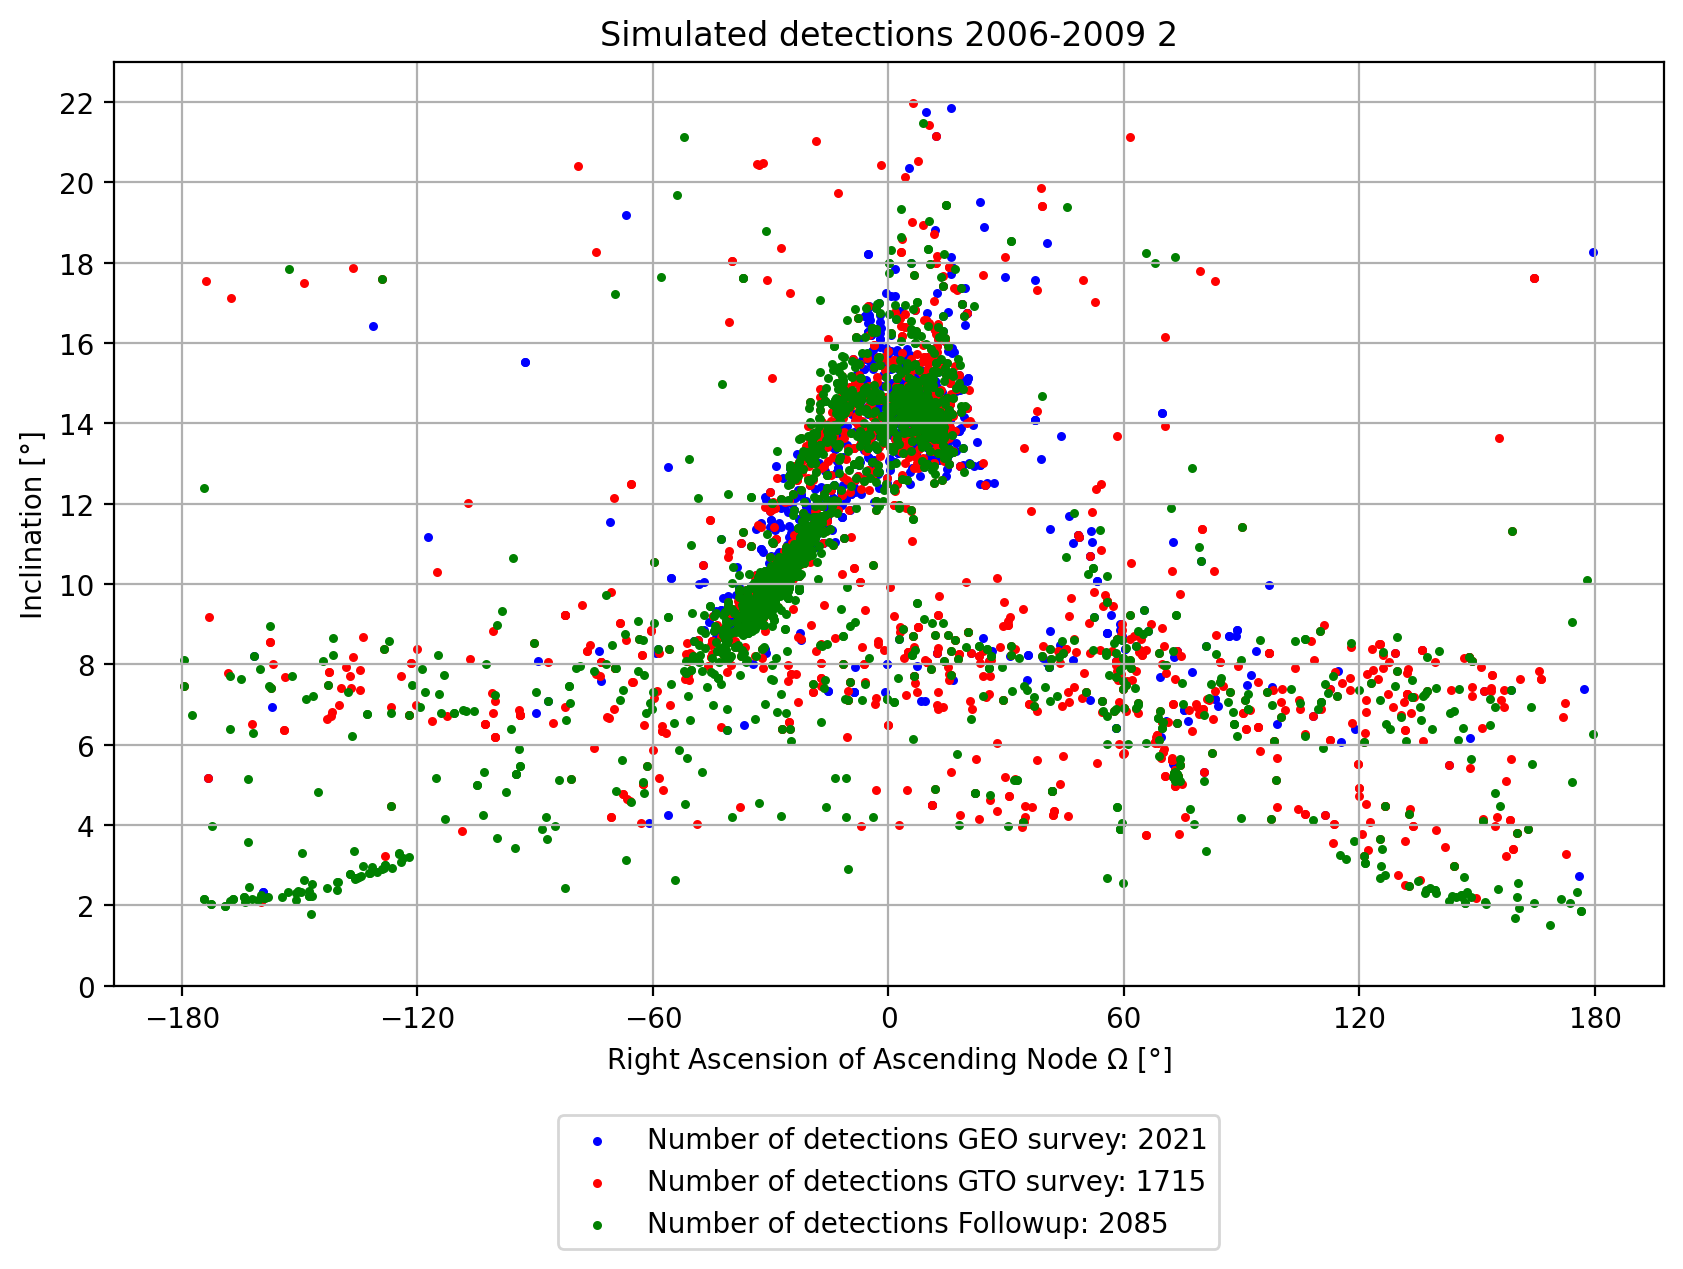 Simulated detections 2006-2009 2
22
20
18
16
14
12
10
8
6
4
2
0
Inclination [°]
−180 −120 −60 0 60 120 180
Right Ascension of Ascending Node Ω [°]
Number of detections GEO survey: 2021
Number of detections GTO survey: 1715
Number of detections Followup: 2085